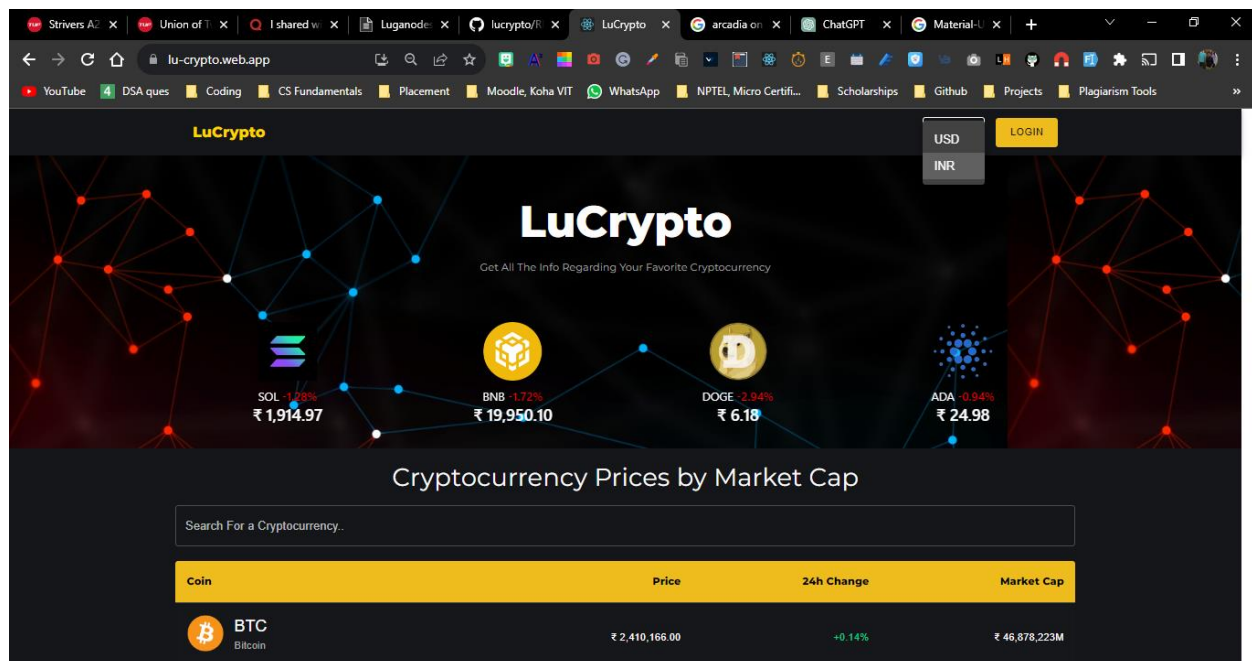 Strivers A2
Union of T
I shared w
Luganode
lucrypto/R
LuCrypto
arcadia on
ChatGPT
Material-U
lu-crypto.web.app
YouTube
DSA ques
Coding
CS Fundamentals
Placement
Moodle, Koha VIT
WhatsApp
NPTEL, Micro Certifi...
Scholarships
Github
Projects
Plagiarism Tools
»
LuCrypto
USD
INR
LOGIN
LuCrypto
Get All The Info Regarding Your Favorite Cryptocurrency
SOL -1.28%
₹ 1,914.97
BNB -1.72%
₹ 19,950.10
DOGE -2.94%
₹ 6.18
ADA -0.94%
₹ 24.98
Cryptocurrency Prices by Market Cap
Search For a Cryptocurrency..
Coin Price 24h Change Market Cap
BTC
Bitcoin
₹ 2,410,166.00 +0.14% ₹ 46,878,223M